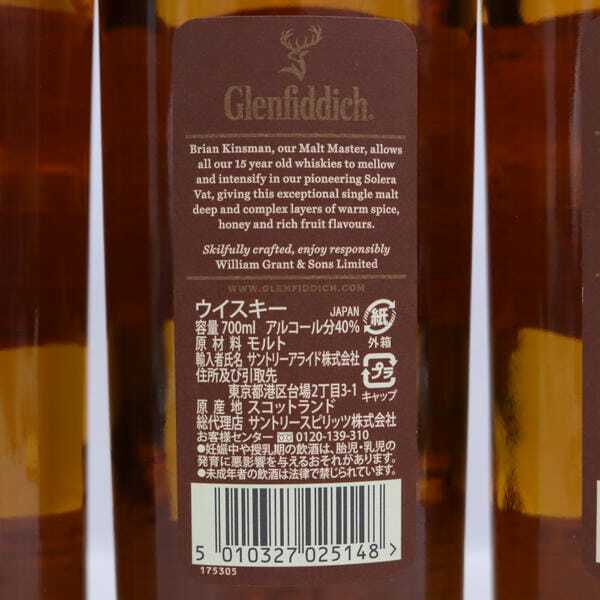 Glenfiddich.
Brian Kinsman, our Malt Master, allows
all our 15 year old whiskies to mellow
and intensify in our pioneering Solera
Vat, giving this exceptional single malt
deep and complex layers of warm spice,
honey and rich fruit flavours.
Skilfully crafted, enjoy responsibly
William Grant & Sons Limited
WWW.GLENFIDDICH.COM
ウイスキー JAPAN 紙
容量700ml アルコール分40% 外箱
原材料 モルト
輸入者氏名 サントリーアライド株式会社
住所及び引取先 プラ
東京都港区台場2丁目3-1 キャップ
原産地 スコットランド
総代理店 サントリースピリッツ株式会社
お客様センター 0120-139-310
●妊娠中や授乳期の飲酒は、胎児・乳児の
発育に悪影響を与えるおそれがあります。
●未成年者の飲酒は法律で禁じられています。
5 010327 025148 >
175305